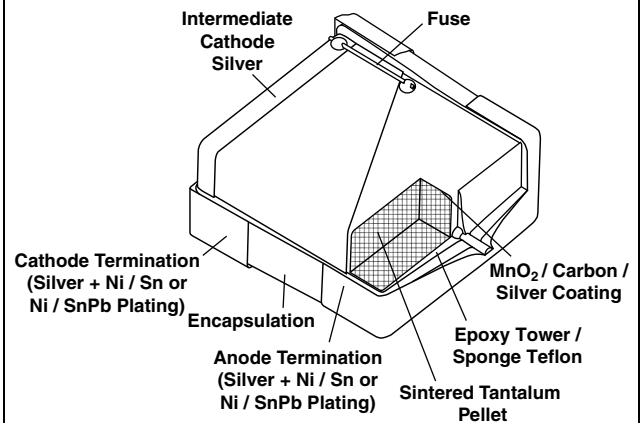 Intermediate
Cathode
Silver
Fuse
Cathode Termination
(Silver + Ni / Sn or
Ni / SnPb Plating)
Encapsulation
Anode Termination
(Silver + Ni / Sn or
Ni / SnPb Plating)
MnO₂ / Carbon /
Silver Coating
Epoxy Tower /
Sponge Teflon
Sintered Tantalum
Pellet